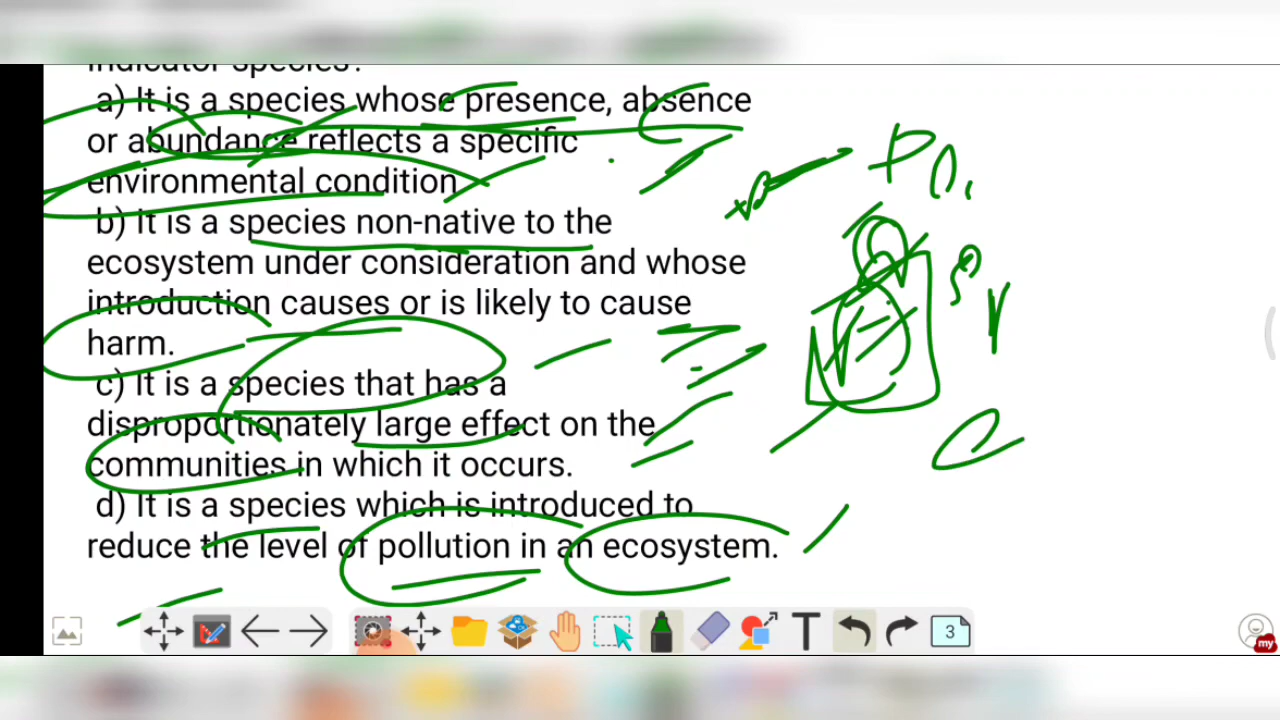 indicator species?
a) It is a species whose presence, absence
or abundance reflects a specific
environmental condition
b) It is a species non-native to the
ecosystem under consideration and whose
introduction causes or is likely to cause
harm.
c) It is a species that has a
disproportionately large effect on the
communities in which it occurs.
d) It is a species which is introduced to
reduce the level of pollution in an ecosystem.
T
3
my